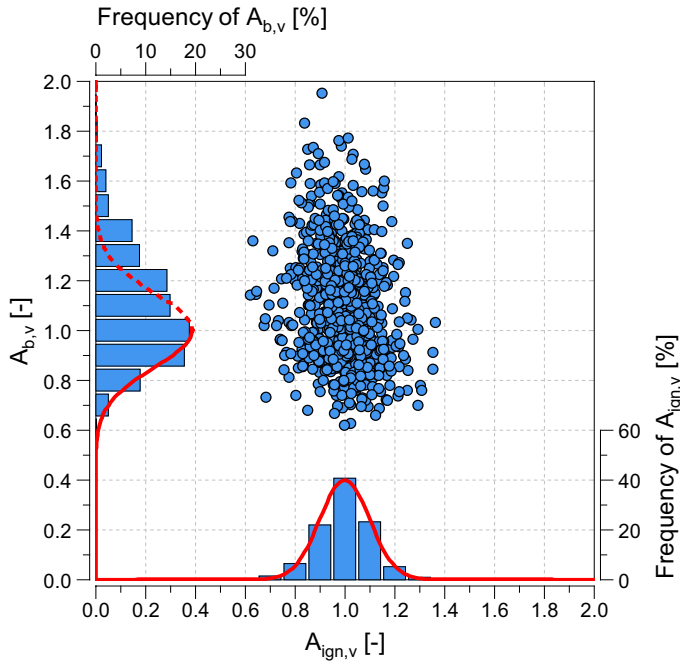 Frequency of A_b,v [%]
0 10 20 30
2.0
1.8
1.6
1.4
1.2
1.0
0.8
0.6
0.4
0.2
0.0
A_b,v [-]
60
40
20
0
Frequency of A_ign,v [%]
0.0 0.2 0.4 0.6 0.8 1.0 1.2 1.4 1.6 1.8 2.0
A_ign,v [-]